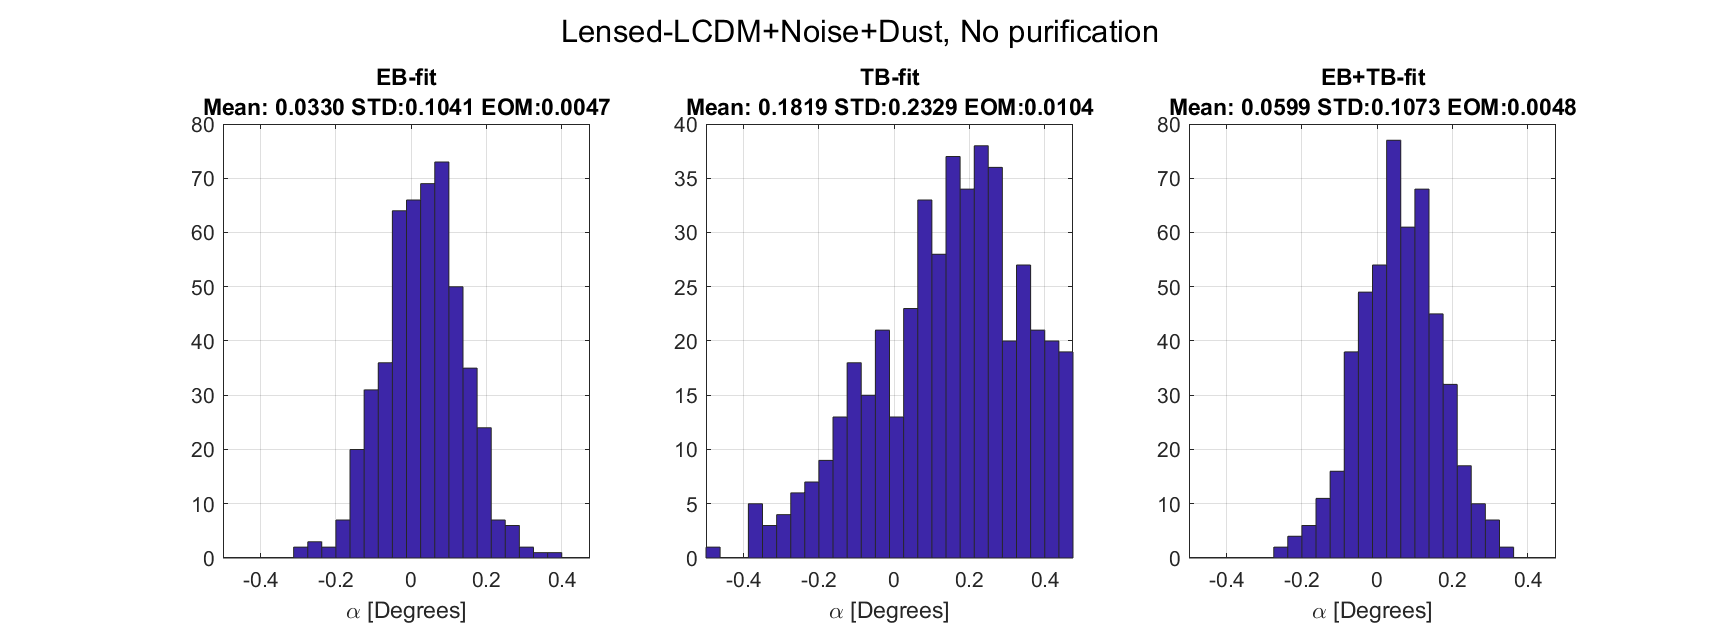 Lensed-LCDM+Noise+Dust, No purification
EB-fit
Mean: 0.0330 STD:0.1041 EOM:0.0047
80
70
60
50
40
30
20
10
0
-0.4 -0.2 0 0.2 0.4
α [Degrees]
TB-fit
Mean: 0.1819 STD:0.2329 EOM:0.0104
40
35
30
25
20
15
10
5
0
-0.4 -0.2 0 0.2 0.4
α [Degrees]
EB+TB-fit
Mean: 0.0599 STD:0.1073 EOM:0.0048
80
70
60
50
40
30
20
10
0
-0.4 -0.2 0 0.2 0.4
α [Degrees]